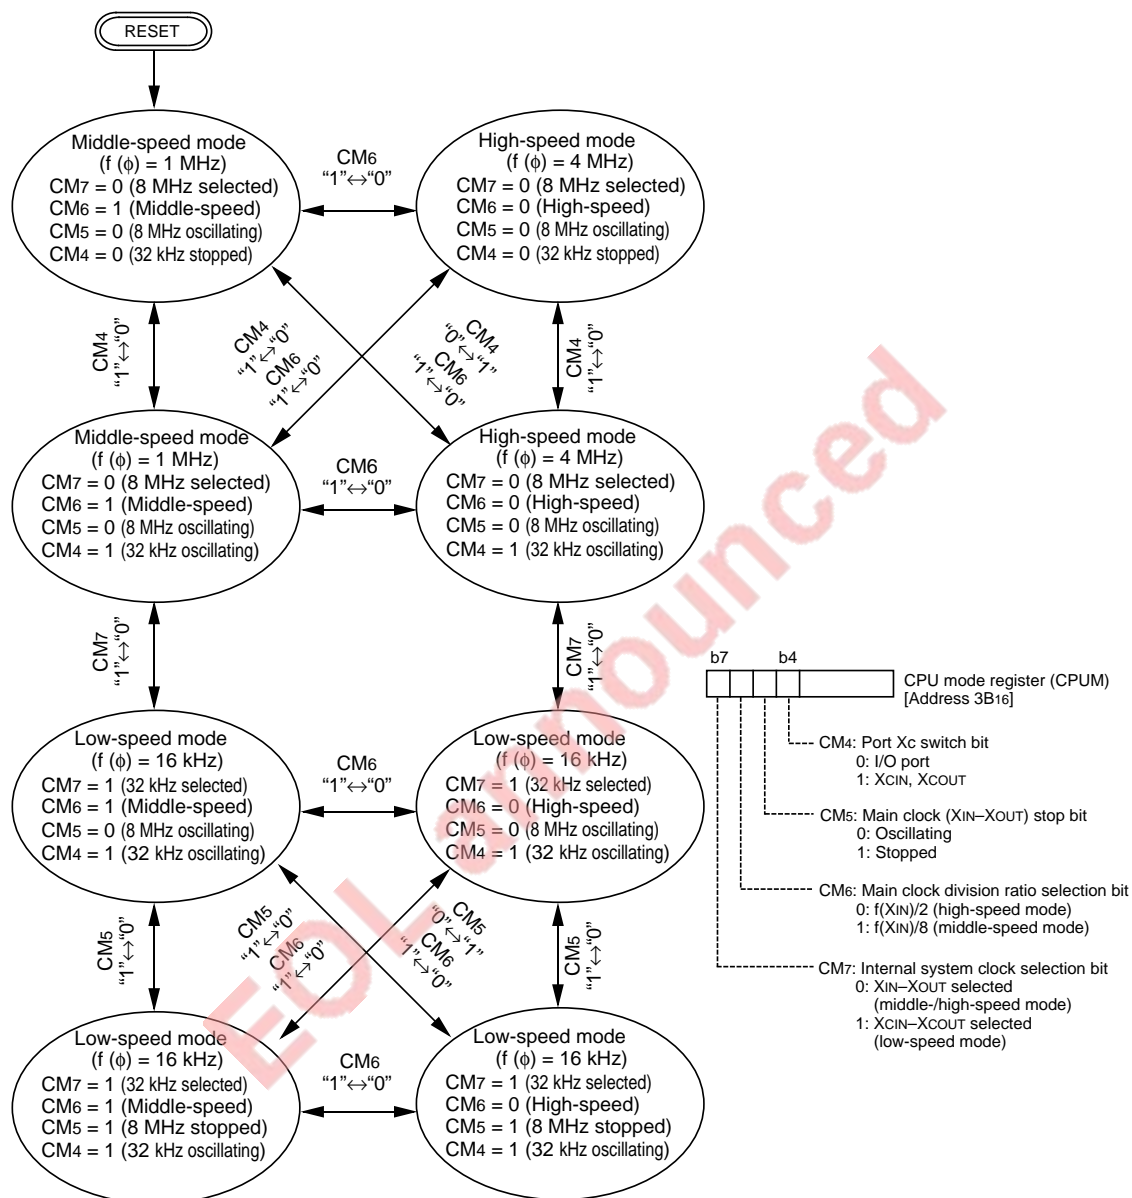 RESET
Middle-speed mode
(f (ϕ) = 1 MHz)
CM7 = 0 (8 MHz selected)
CM6 = 1 (Middle-speed)
CM5 = 0 (8 MHz oscillating)
CM4 = 0 (32 kHz stopped)
CM6
“1”↔“0”
High-speed mode
(f (ϕ) = 4 MHz)
CM7 = 0 (8 MHz selected)
CM6 = 0 (High-speed)
CM5 = 0 (8 MHz oscillating)
CM4 = 0 (32 kHz stopped)
CM4
“1”↔“0”
CM4
“1”↔“0”
CM6
“1”↔“0”
CM4
“0”↔“1”
CM6
“1”↔“0”
CM4
“1”↔“0”
Middle-speed mode
(f (ϕ) = 1 MHz)
CM7 = 0 (8 MHz selected)
CM6 = 1 (Middle-speed)
CM5 = 0 (8 MHz oscillating)
CM4 = 1 (32 kHz oscillating)
CM6
“1”↔“0”
High-speed mode
(f (ϕ) = 4 MHz)
CM7 = 0 (8 MHz selected)
CM6 = 0 (High-speed)
CM5 = 0 (8 MHz oscillating)
CM4 = 1 (32 kHz oscillating)
CM7
“1”↔“0”
CM7
“1”↔“0”
Low-speed mode
(f (ϕ) = 16 kHz)
CM7 = 1 (32 kHz selected)
CM6 = 1 (Middle-speed)
CM5 = 0 (8 MHz oscillating)
CM4 = 1 (32 kHz oscillating)
CM6
“1”↔“0”
Low-speed mode
(f (ϕ) = 16 kHz)
CM7 = 1 (32 kHz selected)
CM6 = 0 (High-speed)
CM5 = 0 (8 MHz oscillating)
CM4 = 1 (32 kHz oscillating)
CM5
“1”↔“0”
CM5
“1”↔“0”
CM6
“1”↔“0”
CM5
“0”↔“1”
CM6
“1”↔“0”
CM5
“1”↔“0”
Low-speed mode
(f (ϕ) = 16 kHz)
CM7 = 1 (32 kHz selected)
CM6 = 1 (Middle-speed)
CM5 = 1 (8 MHz stopped)
CM4 = 1 (32 kHz oscillating)
CM6
“1”↔“0”
Low-speed mode
(f (ϕ) = 16 kHz)
CM7 = 1 (32 kHz selected)
CM6 = 0 (High-speed)
CM5 = 1 (8 MHz stopped)
CM4 = 1 (32 kHz oscillating)
b7 b4
CPU mode register (CPUM)
[Address 3B16]
CM4: Port Xc switch bit
0: I/O port
1: XCIN, XCOUT
CM5: Main clock (XIN–XOUT) stop bit
0: Oscillating
1: Stopped
CM6: Main clock division ratio selection bit
0: f(XIN)/2 (high-speed mode)
1: f(XIN)/8 (middle-speed mode)
CM7: Internal system clock selection bit
0: XIN–XOUT selected
(middle-/high-speed mode)
1: XCIN–XCOUT selected
(low-speed mode)
EOL announced